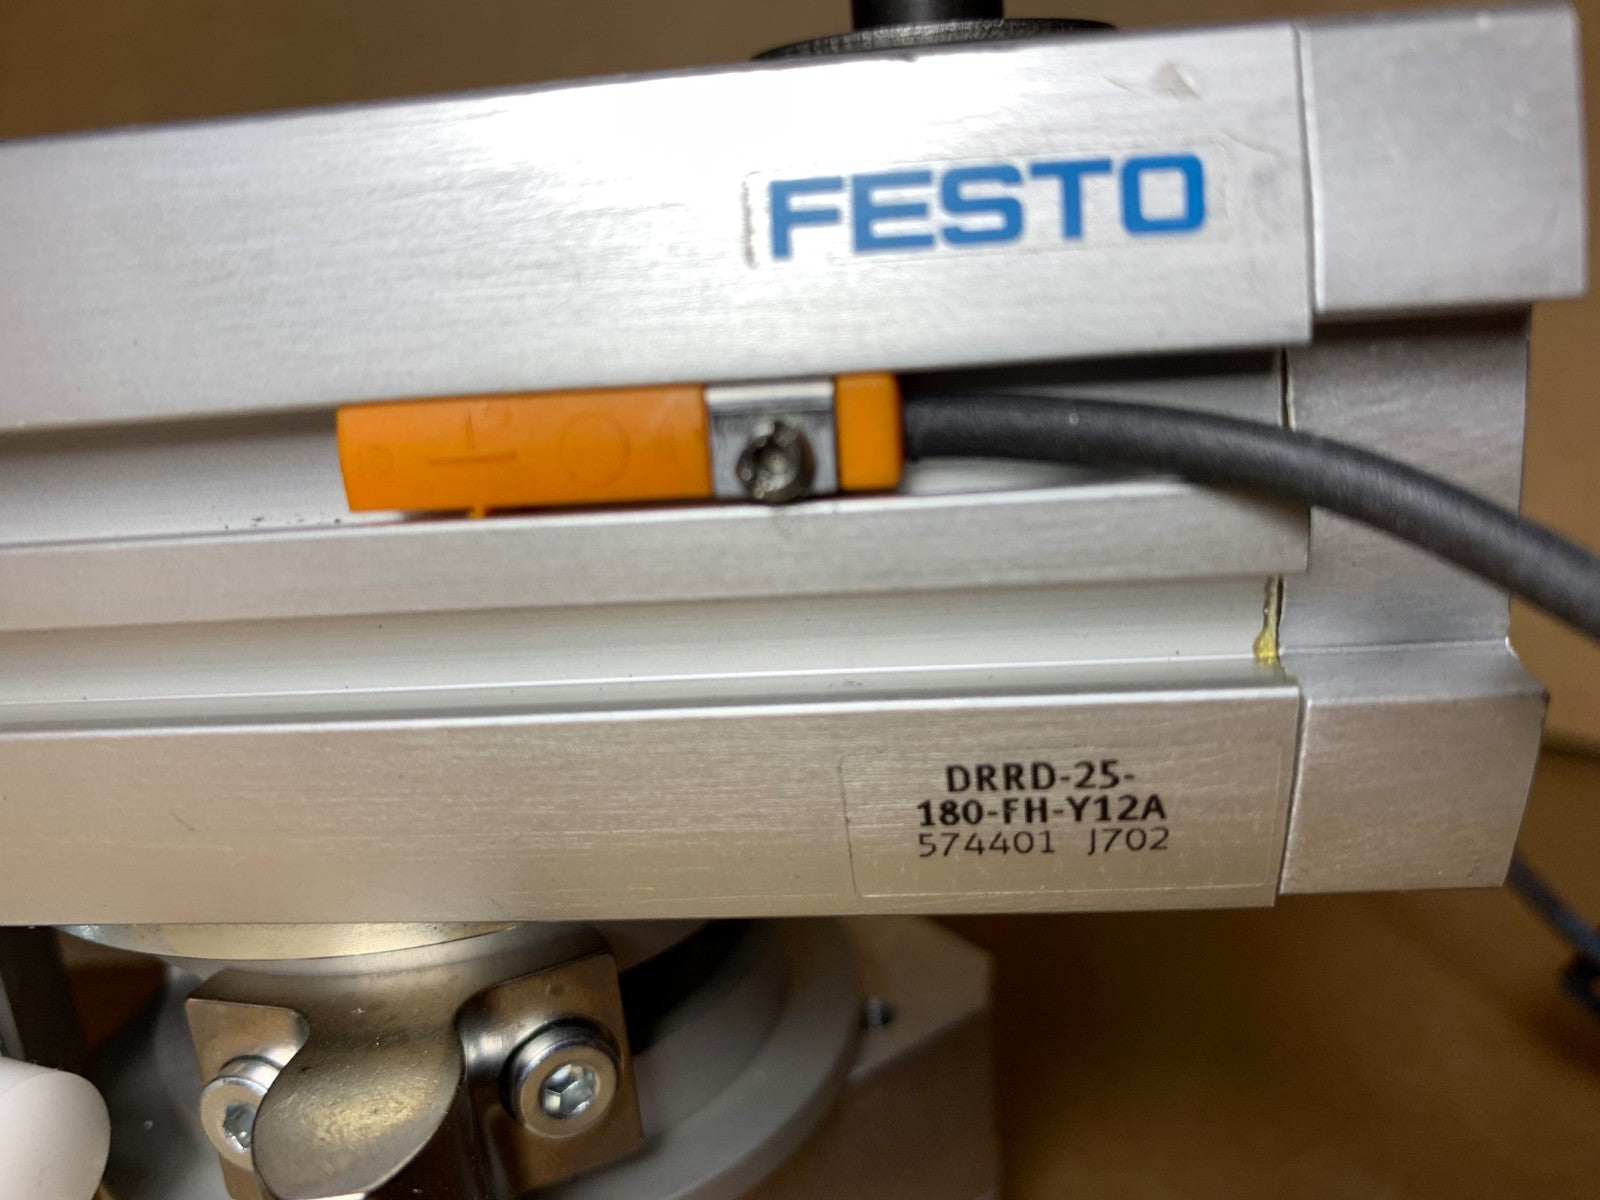 FESTO
DRRD-25-
180-FH-Y12A
574401 J702